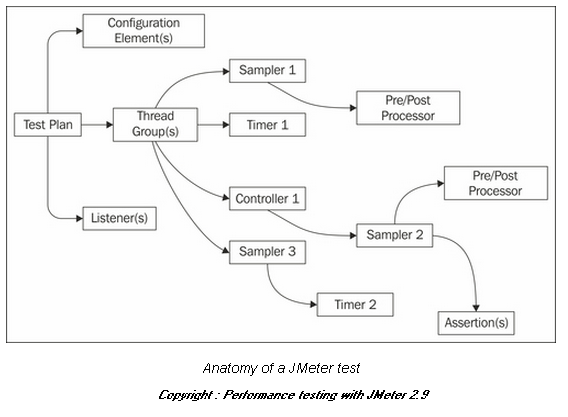 Configuration
Element(s)
Sampler 1
Pre/Post
Processor
Test Plan
Thread
Group(s)
Timer 1
Pre/Post
Processor
Controller 1
Listener(s)
Sampler 2
Sampler 3
Timer 2
Assertion(s)
Anatomy of a JMeter test
Copyright : Performance testing with JMeter 2.9